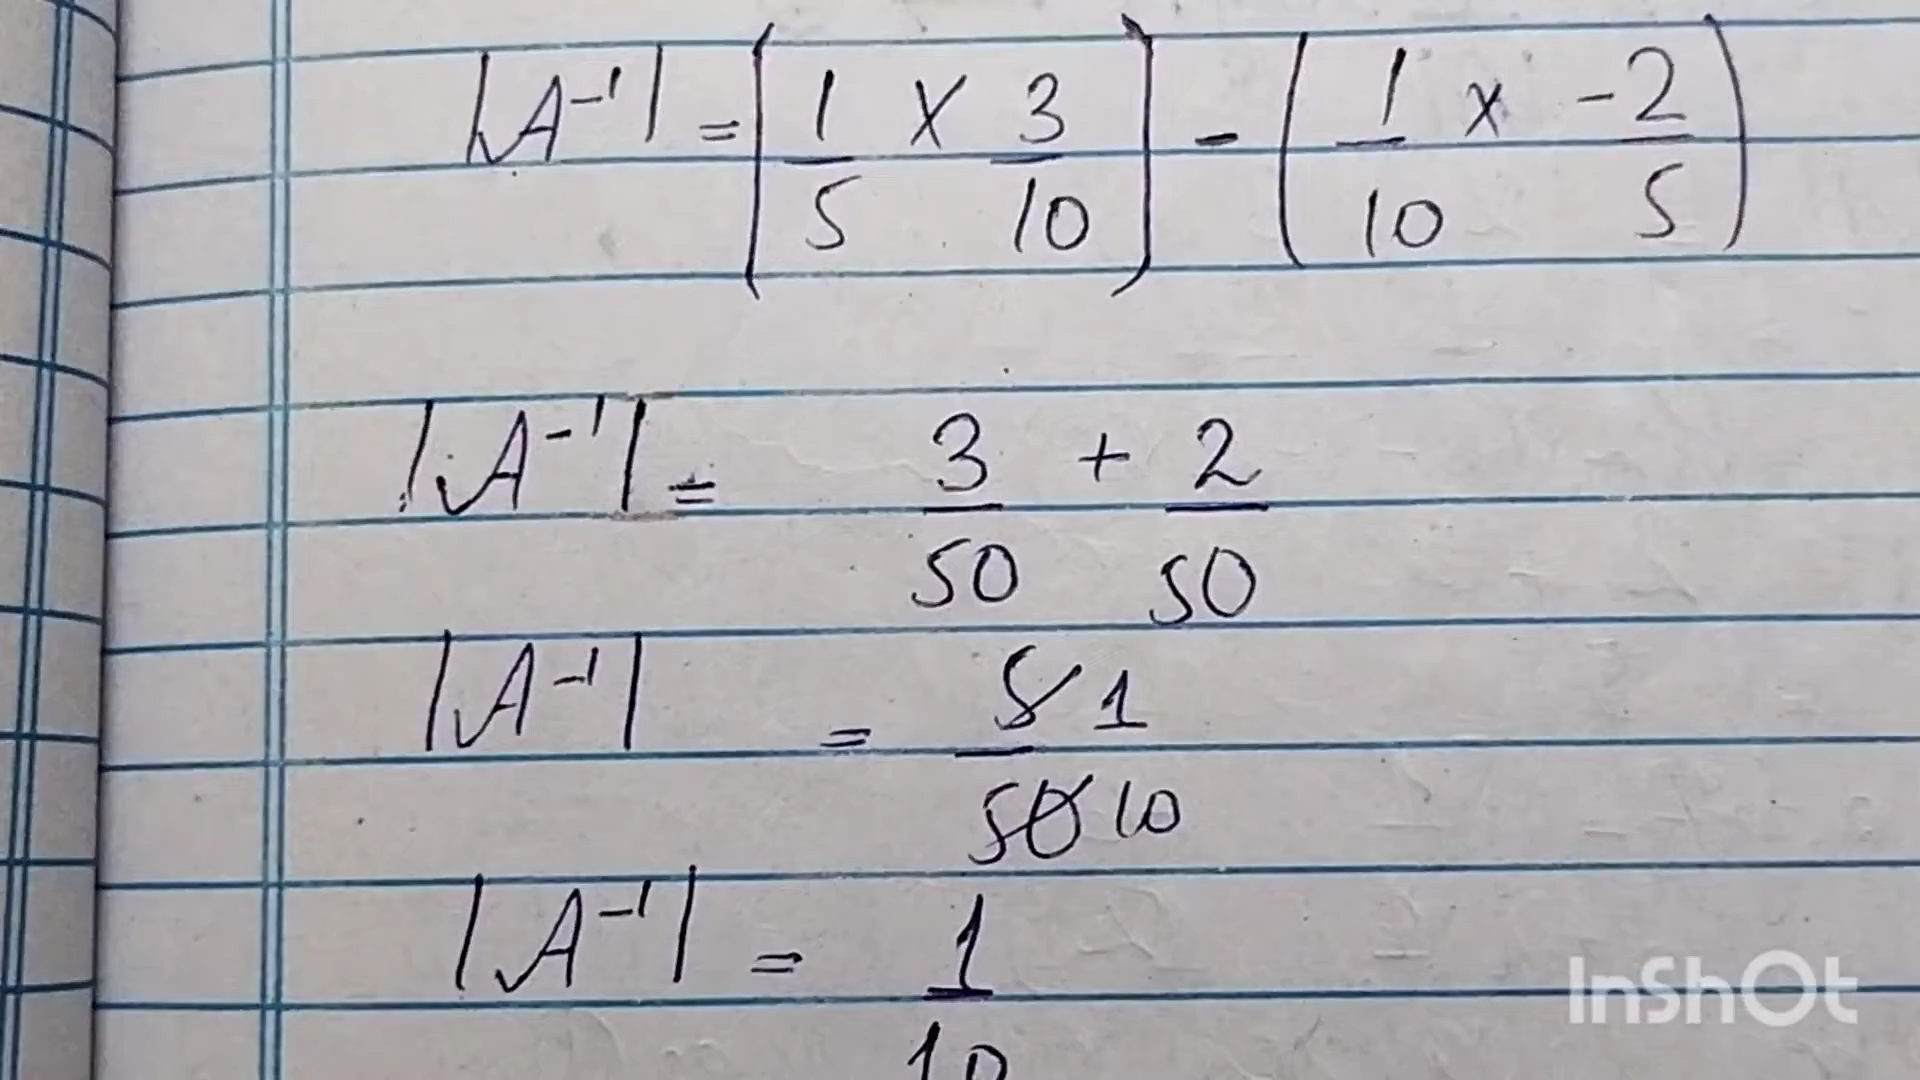 |A⁻¹| = [1/5 × 3/10] - (1/10 × -2/5)
|A⁻¹| = 3/50 + 2/50
|A⁻¹| = 5/50 1/10
|A⁻¹| = 1/10
InShOt